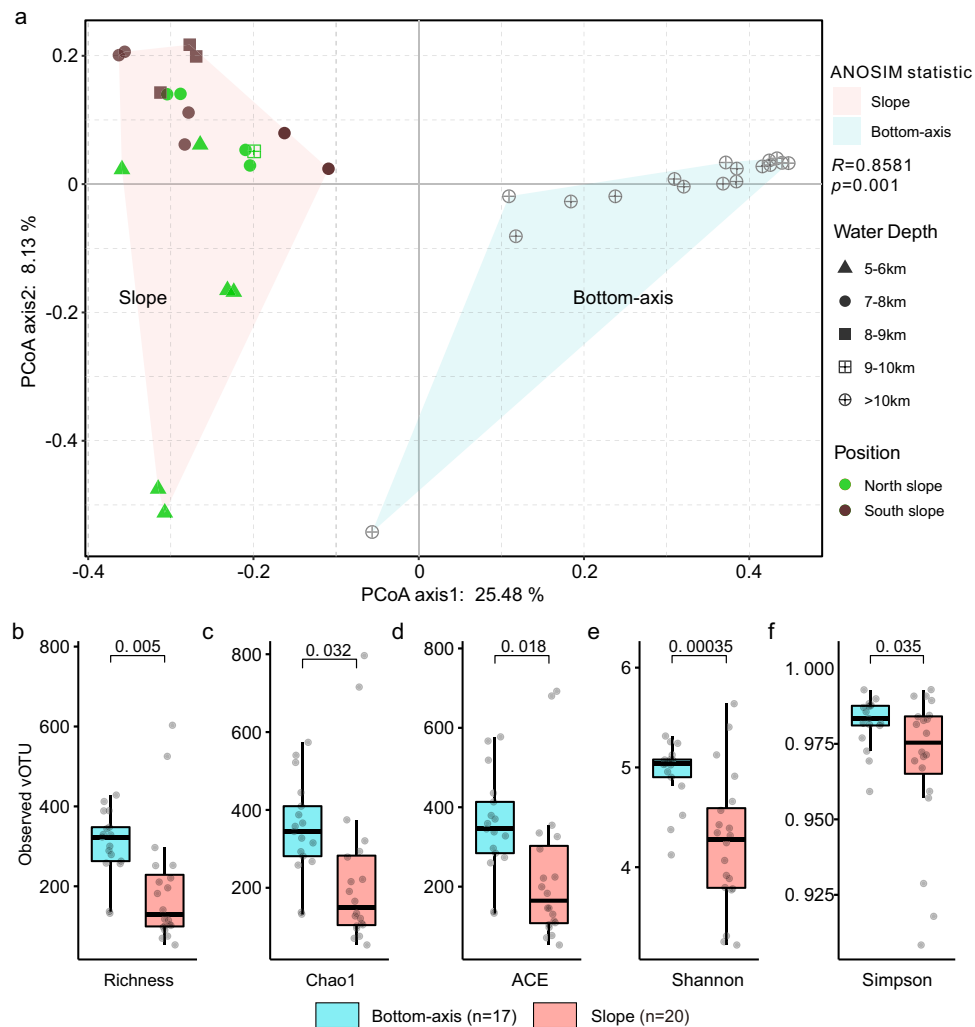 a
0.2
0
-0.2
-0.4
PCoA axis2: 8.13 %
Slope
Bottom-axis
-0.4
-0.2
0
0.2
0.4
PCoA axis1: 25.48 %
ANOSIM statistic
Slope
Bottom-axis
R=0.8581
p=0.001
Water Depth
5-6km
7-8km
8-9km
9-10km
>10km
Position
North slope
South slope
b
800
600
400
200
Observed vOTU
0. 005
Richness
c
800
600
400
200
0. 032
Chao1
d
800
600
400
200
0. 018
ACE
e
6
5
4
0. 00035
Shannon
f
1. 000
0. 975
0. 950
0. 925
0. 035
Simpson
Bottom-axis (n=17)
Slope (n=20)